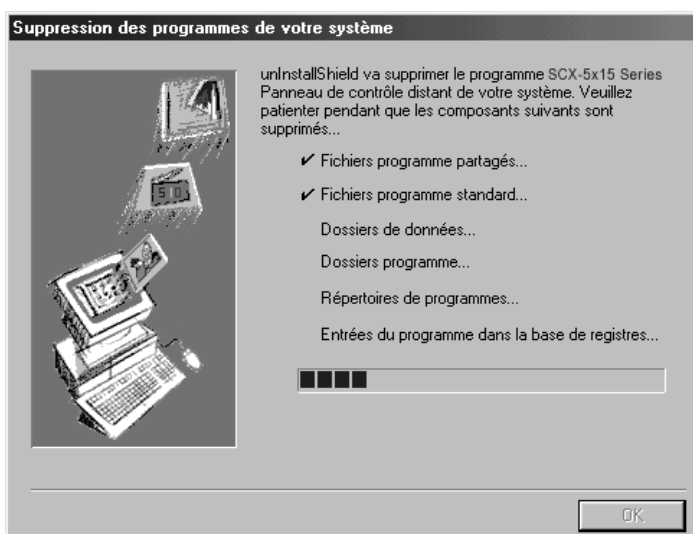 Suppression des programmes de votre système
unInstallShield va supprimer le programme SCX-5x15 Series
Panneau de contrôle distant de votre système. Veuillez
patienter pendant que les composants suivants sont
supprimés...
✔ Fichiers programme partagés...
✔ Fichiers programme standard...
Dossiers de données...
Dossiers programme...
Répertoires de programmes...
Entrées du programme dans la base de registres...
OK